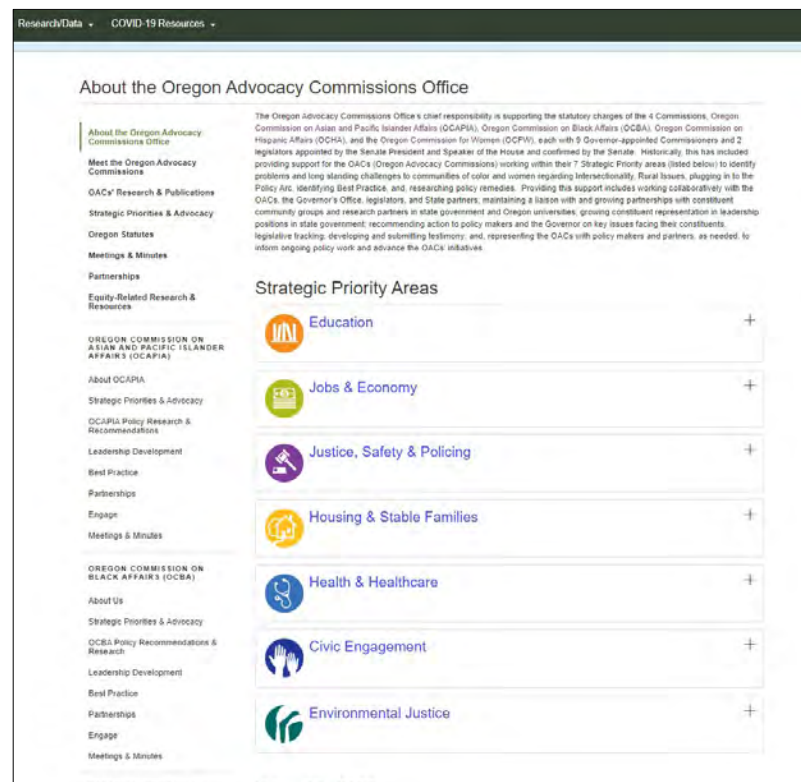 Research/Data
COVID-19 Resources
About the Oregon Advocacy Commissions Office
About the Oregon Advocacy
Commissions Office
Meet the Oregon Advocacy
Commissions
OACs' Research & Publications
Strategic Priorities & Advocacy
Oregon Statutes
Meetings & Minutes
Partnerships
Equity-Related Research &
Resources
OREGON COMMISSION ON
ASIAN AND PACIFIC ISLANDER
AFFAIRS (OCAPIA)
About OCAPIA
Strategic Priorities & Advocacy
OCAPIA Policy Research &
Recommendations
Leadership Development
Best Practice
Partnerships
Engage
Meetings & Minutes
OREGON COMMISSION ON
BLACK AFFAIRS (OCBA)
About Us
Strategic Priorities & Advocacy
OCBA Policy Recommendations &
Research
Leadership Development
Best Practice
Partnerships
Engage
Meetings & Minutes
The Oregon Advocacy Commissions Office's chief responsibility is supporting the statutory charges of the 4 Commissions, Oregon
Commission on Asian and Pacific Islander Affairs (OCAPIA), Oregon Commission on Black Affairs (OCBA), Oregon Commission on
Hispanic Affairs (OCHA), and the Oregon Commission for Women (OCFW), each with 9 Governor-appointed Commissioners and 2
legislators appointed by the Senate President and Speaker of the House and confirmed by the Senate. Historically, this has included
providing support for the OACs (Oregon Advocacy Commissions) working within their 7 Strategic Priority areas (listed below) to identify
problems and long standing challenges to communities of color and women regarding Intersectionality, Rural Issues, plugging in to the
Policy Arc, identifying Best Practice, and, researching policy remedies. Providing this support includes working collaboratively with the
OACs, the Governor's Office, legislators, and State partners, maintaining a liaison with and growing partnerships with constituent
community groups and research partners in state government and Oregon universities; growing constituent representation in leadership
positions in state government; recommending action to policy makers and the Governor on key issues facing their constituents,
legislative tracking, developing and submitting testimony; and, representing the OACs with policy makers and partners, as needed, to
inform ongoing policy work and advance the OACs' initiatives.
Strategic Priority Areas
Education
Jobs & Economy
Justice, Safety & Policing
Housing & Stable Families
Health & Healthcare
Civic Engagement
Environmental Justice